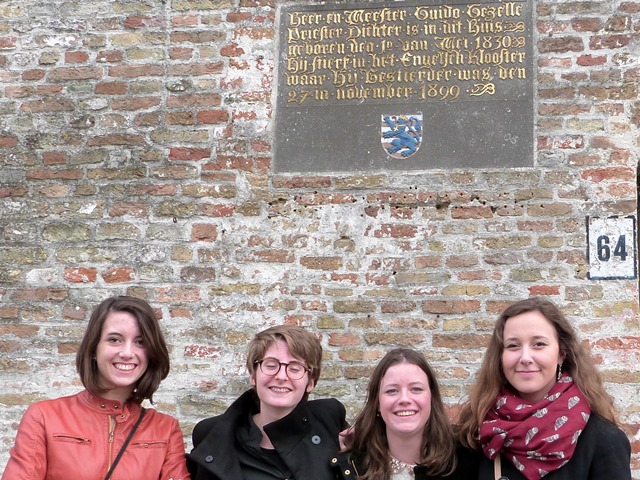 Heer en Meester Guido Gezelle
Priester Dichter is in uit Huis
geboren den 1e van Mei 1830
Hij stierf in het Engelsch Klooster
waar Hij Bestierder was, den
27 in november 1899
64